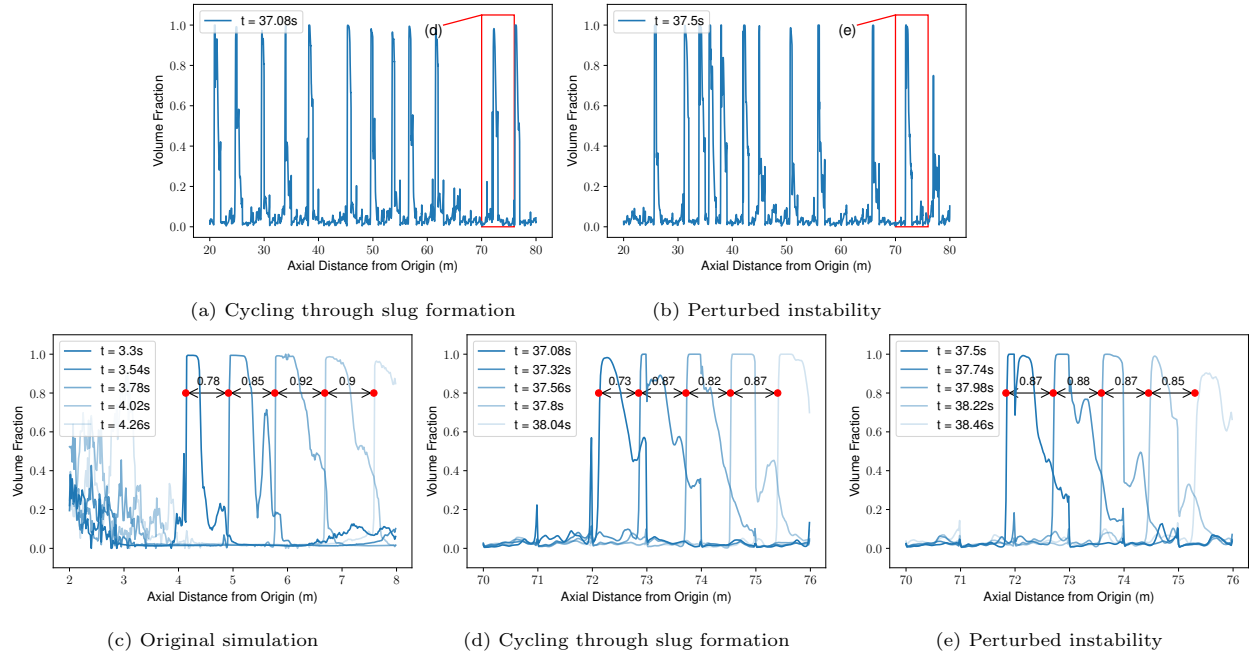 t = 37.08s
(d)
Volume Fraction
1.0
0.8
0.6
0.4
0.2
0.0
20 30 40 50 60 70 80
Axial Distance from Origin (m)
(a) Cycling through slug formation
t = 37.5s
(e)
Volume Fraction
1.0
0.8
0.6
0.4
0.2
0.0
20 30 40 50 60 70 80
Axial Distance from Origin (m)
(b) Perturbed instability
t = 3.3s
t = 3.54s
t = 3.78s
t = 4.02s
t = 4.26s
0.78 0.85 0.92 0.9
Volume Fraction
1.0
0.8
0.6
0.4
0.2
0.0
2 3 4 5 6 7 8
Axial Distance from Origin (m)
(c) Original simulation
t = 37.08s
t = 37.32s
t = 37.56s
t = 37.8s
t = 38.04s
0.73 0.87 0.82 0.87
Volume Fraction
1.0
0.8
0.6
0.4
0.2
0.0
70 71 72 73 74 75 76
Axial Distance from Origin (m)
(d) Cycling through slug formation
t = 37.5s
t = 37.74s
t = 37.98s
t = 38.22s
t = 38.46s
0.87 0.88 0.87 0.85
Volume Fraction
1.0
0.8
0.6
0.4
0.2
0.0
70 71 72 73 74 75 76
Axial Distance from Origin (m)
(e) Perturbed instability